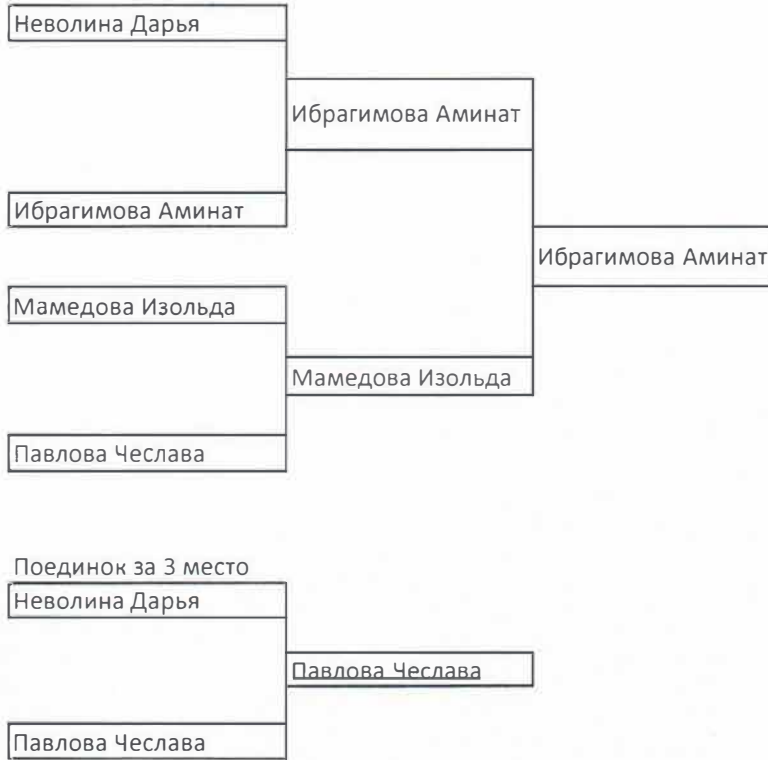 Неволина Дарья
Ибрагимова Аминат
Ибрагимова Аминат
Ибрагимова Аминат
Мамедова Изольда
Мамедова Изольда
Павлова Чеслава
Поединок за 3 место
Неволина Дарья
Павлова Чеслава
Павлова Чеслава